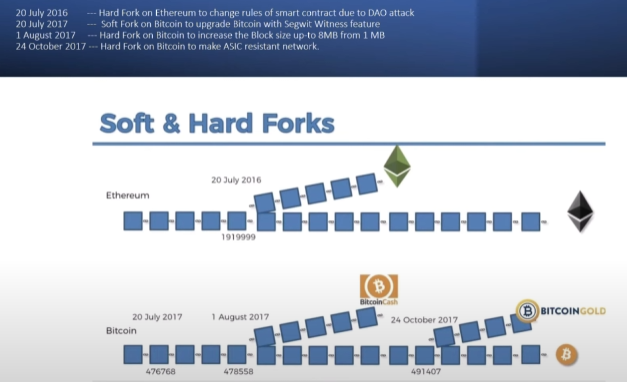 20 July 2016 --- Hard Fork on Ethereum to change rules of smart contract due to DAO attack
20 July 2017 --- Soft Fork on Bitcoin to upgrade Bitcoin with Segwit Witness feature
1 August 2017 --- Hard Fork on Bitcoin to increase the Block size up-to 8MB from 1 MB
24 October 2017 --- Hard Fork on Bitcoin to make ASIC resistant network.
Soft & Hard Forks
20 July 2016
Ethereum
1919999
BitcoinCash
20 July 2017 1 August 2017 24 October 2017 BITCOINGOLD
Bitcoin
476768 478558 491407